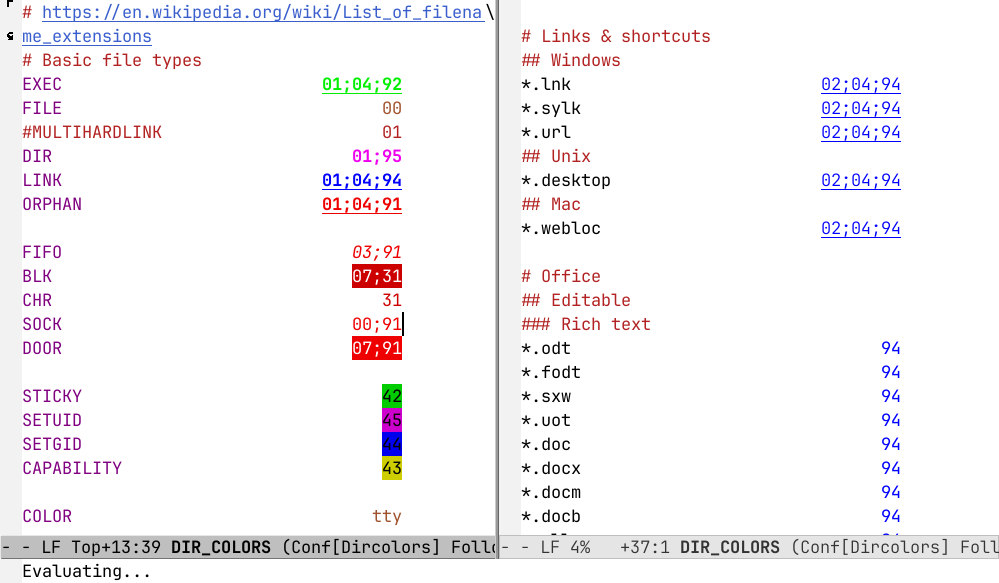 # https://en.wikipedia.org/wiki/List_of_filena\
me_extensions
# Basic file types
EXEC 01;04;92
FILE 00
#MULTIHARDLINK 01
DIR 01;95
LINK 01;04;94
ORPHAN 01;04;91
FIFO 03;91
BLK 07;31
CHR 31
SOCK 00;91
DOOR 07;91
STICKY 42
SETUID 45
SETGID 44
CAPABILITY 43
COLOR tty
- - LF Top+13:39 DIR_COLORS (Conf[Dircolors] Follo
# Links & shortcuts
## Windows
*.lnk 02;04;94
*.sylk 02;04;94
*.url 02;04;94
## Unix
*.desktop 02;04;94
## Mac
*.webloc 02;04;94
# Office
## Editable
### Rich text
*.odt 94
*.fodt 94
*.sxw 94
*.uot 94
*.doc 94
*.docx 94
*.docm 94
*.docb 94
- - LF 4% +37:1 DIR_COLORS (Conf[Dircolors] Foll
Evaluating...